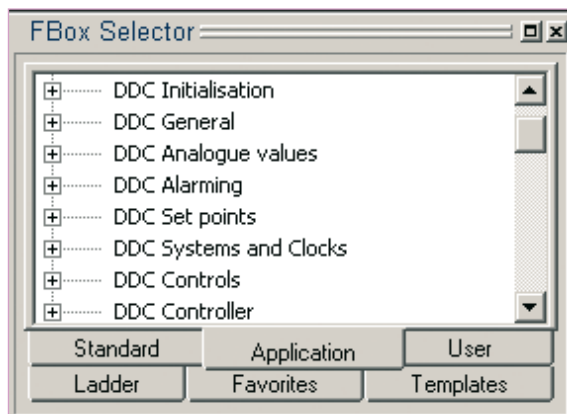 FBox Selector
DDC Initialisation
DDC General
DDC Analogue values
DDC Alarming
DDC Set points
DDC Systems and Clocks
DDC Controls
DDC Controller
Standard Application User
Ladder Favorites Templates